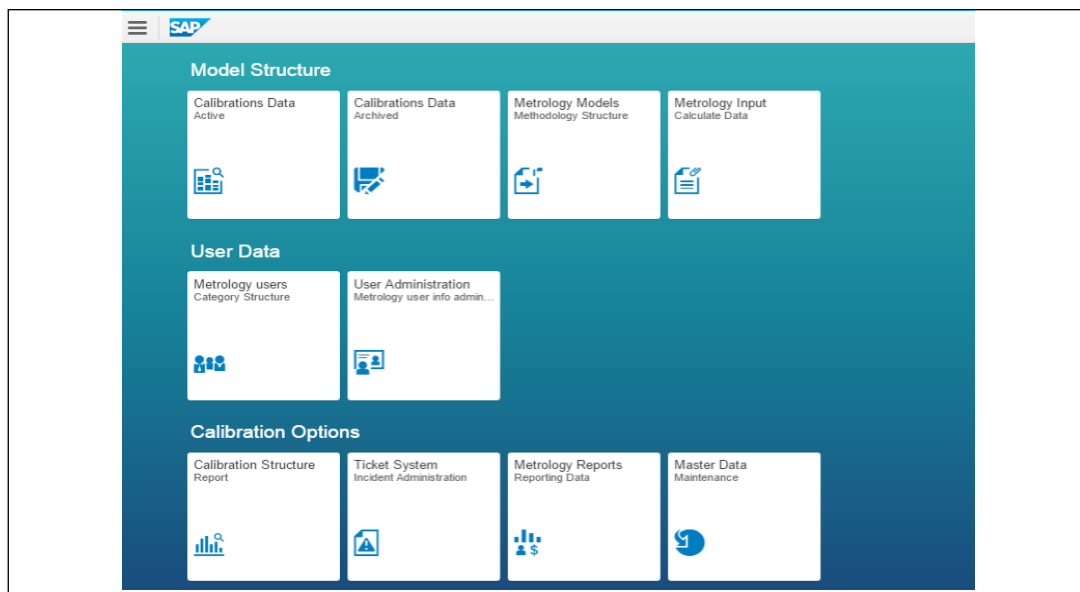 SAP
Model Structure
Calibrations Data
Active
Calibrations Data
Archived
Metrology Models
Methodology Structure
Metrology Input
Calculate Data
User Data
Metrology users
Category Structure
User Administration
Metrology user info admin...
Calibration Options
Calibration Structure
Report
Ticket System
Incident Administration
Metrology Reports
Reporting Data
$
Master Data
Maintenance